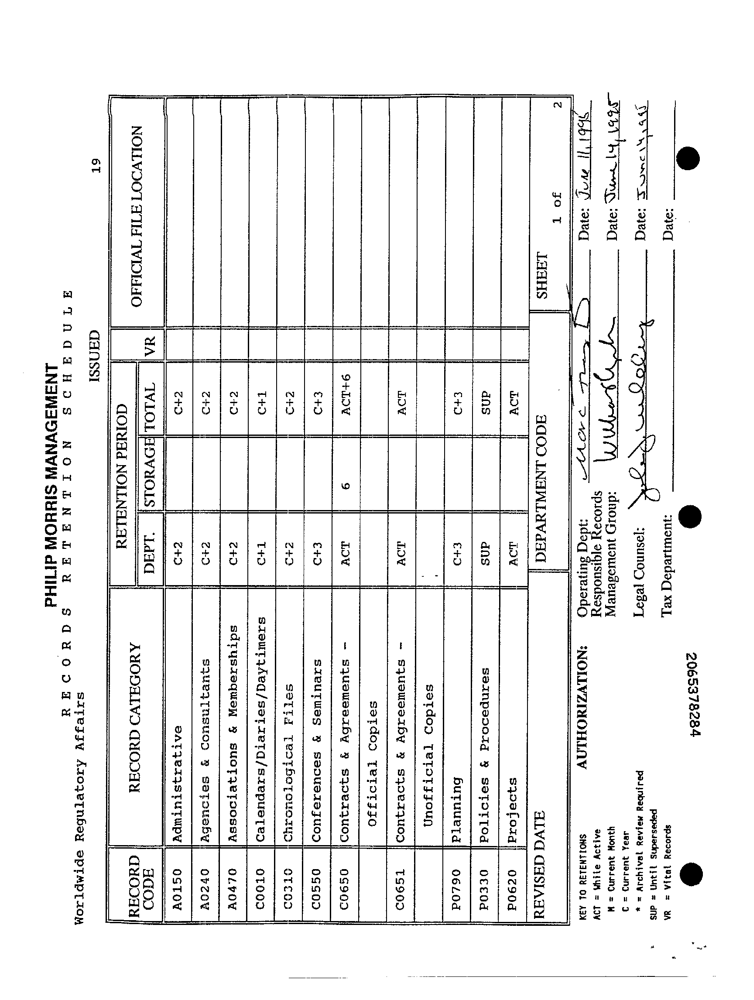 PHILIP MORRIS MANAGEMENT
RECORDS RETENTION SCHEDULE
Worldwide Regulatory Affairs
ISSUED 19
RECORD CODE RECORD CATEGORY RETENTION PERIOD OFFICIAL FILE LOCATION
DEPT. STORAGE TOTAL VR
A0150 Administrative C+2 C+2
A0240 Agencies & Consultants C+2 C+2
A0470 Associations & Memberships C+2 C+2
C0010 Calendars/Diaries/Daytimers C+1 C+1
C0310 Chronological Files C+2 C+2
C0550 Conferences & Seminars C+3 C+3
C0650 Contracts & Agreements - ACT 6 ACT+6
Official Copies
C0651 Contracts & Agreements - ACT ACT
Unofficial Copies
P0790 Planning C+3 C+3
P0330 Policies & Procedures SUP SUP
P0620 Projects ACT ACT
REVISED DATE DEPARTMENT CODE SHEET 1 of 2
KEY TO RETENTIONS
ACT = While Active
M = Current Month
C = Current Year
* = Archival Review Required
SUP = Until Superseded
VR = Vital Records
AUTHORIZATION:
Operating Dept: Date: June 11, 1995
Responsible Records
Management Group: Date: June 14, 1995
Legal Counsel: Date: June 14, 1995
Tax Department: Date:
2065378284